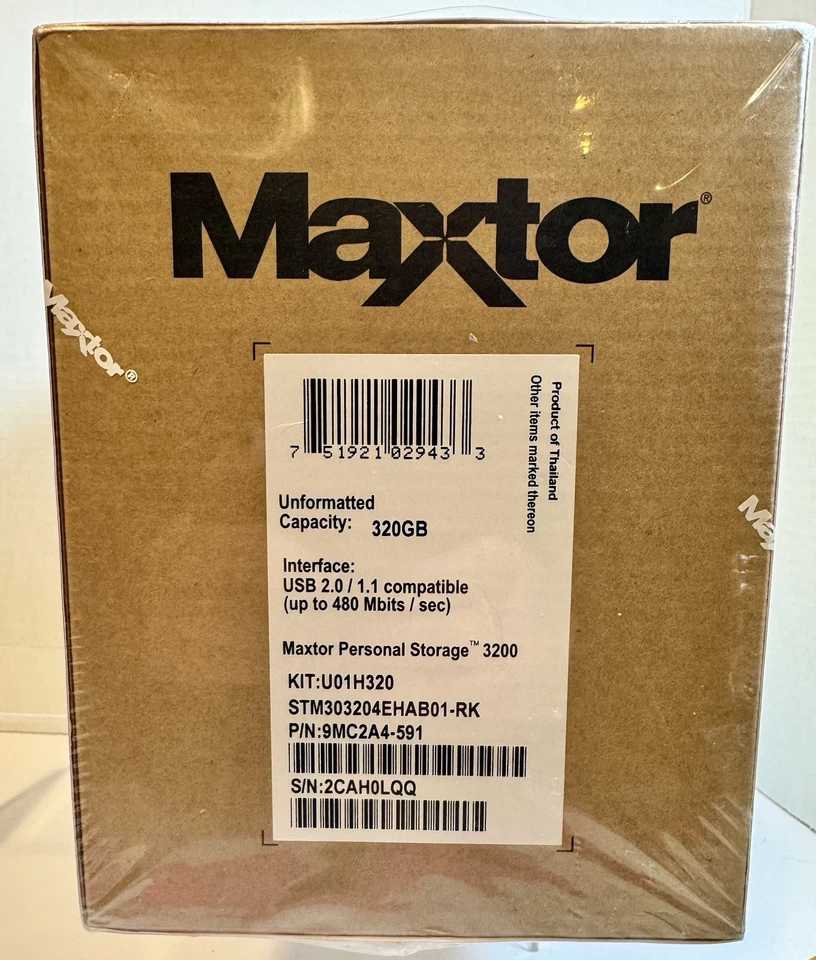 Maxtor®
Maxtor®
7 51921 02943 3
Product of Thailand
Other items marked thereon
Unformatted
Capacity: 320GB
Interface:
USB 2.0 / 1.1 compatible
(up to 480 Mbits / sec)
Maxtor Personal Storage™ 3200
KIT:U01H320
STM303204EHAB01-RK
P/N:9MC2A4-591
S/N:2CAH0LQQ